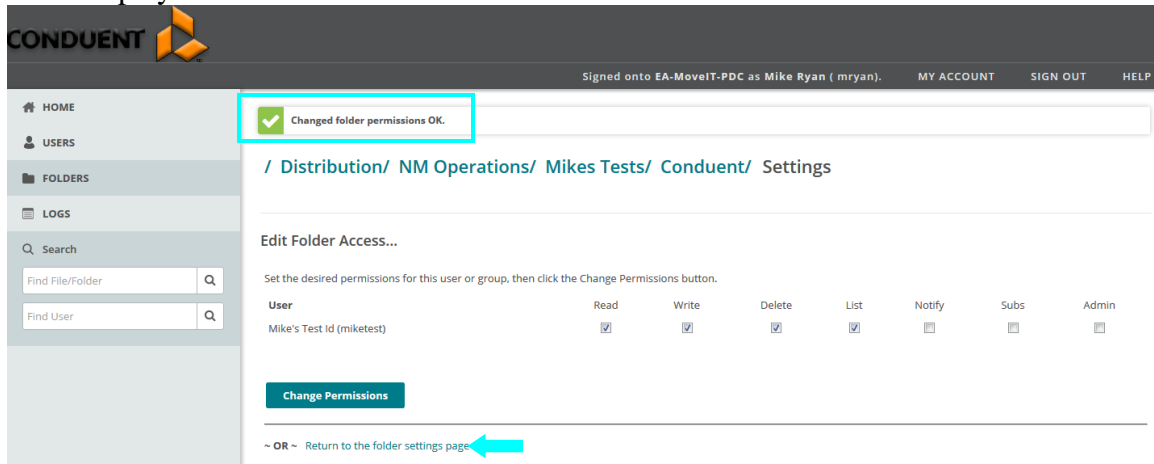 CONDUENT
Signed onto EA-MoveIT-PDC as Mike Ryan ( mryan). MY ACCOUNT SIGN OUT HELP
HOME
USERS
FOLDERS
LOGS
Search
Find File/Folder
Find User
Changed folder permissions OK.
/ Distribution/ NM Operations/ Mikes Tests/ Conduent/ Settings
Edit Folder Access...
Set the desired permissions for this user or group, then click the Change Permissions button.
User Read Write Delete List Notify Subs Admin
Mike's Test Id (miketest)
Change Permissions
~ OR ~ Return to the folder settings page